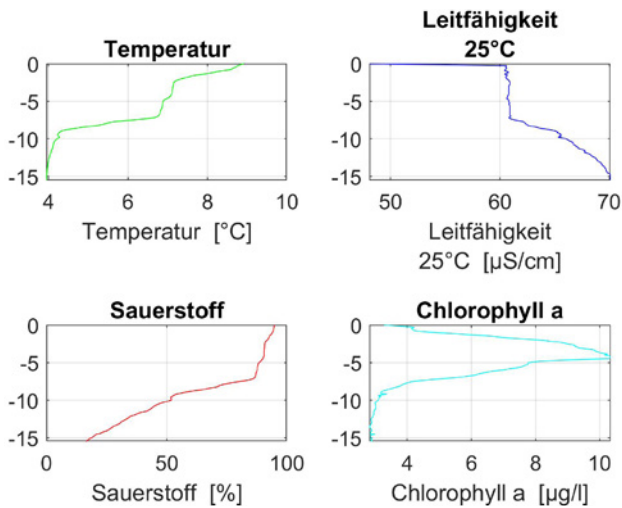 Temperatur
0
-5
-10
-15
4 6 8 10
Temperatur [°C]
Leitfähigkeit
25°C
0
-5
-10
-15
50 60 70
Leitfähigkeit
25°C [µS/cm]
Sauerstoff
0
-5
-10
-15
0 50 100
Sauerstoff [%]
Chlorophyll a
0
-5
-10
-15
4 6 8 10
Chlorophyll a [µg/l]